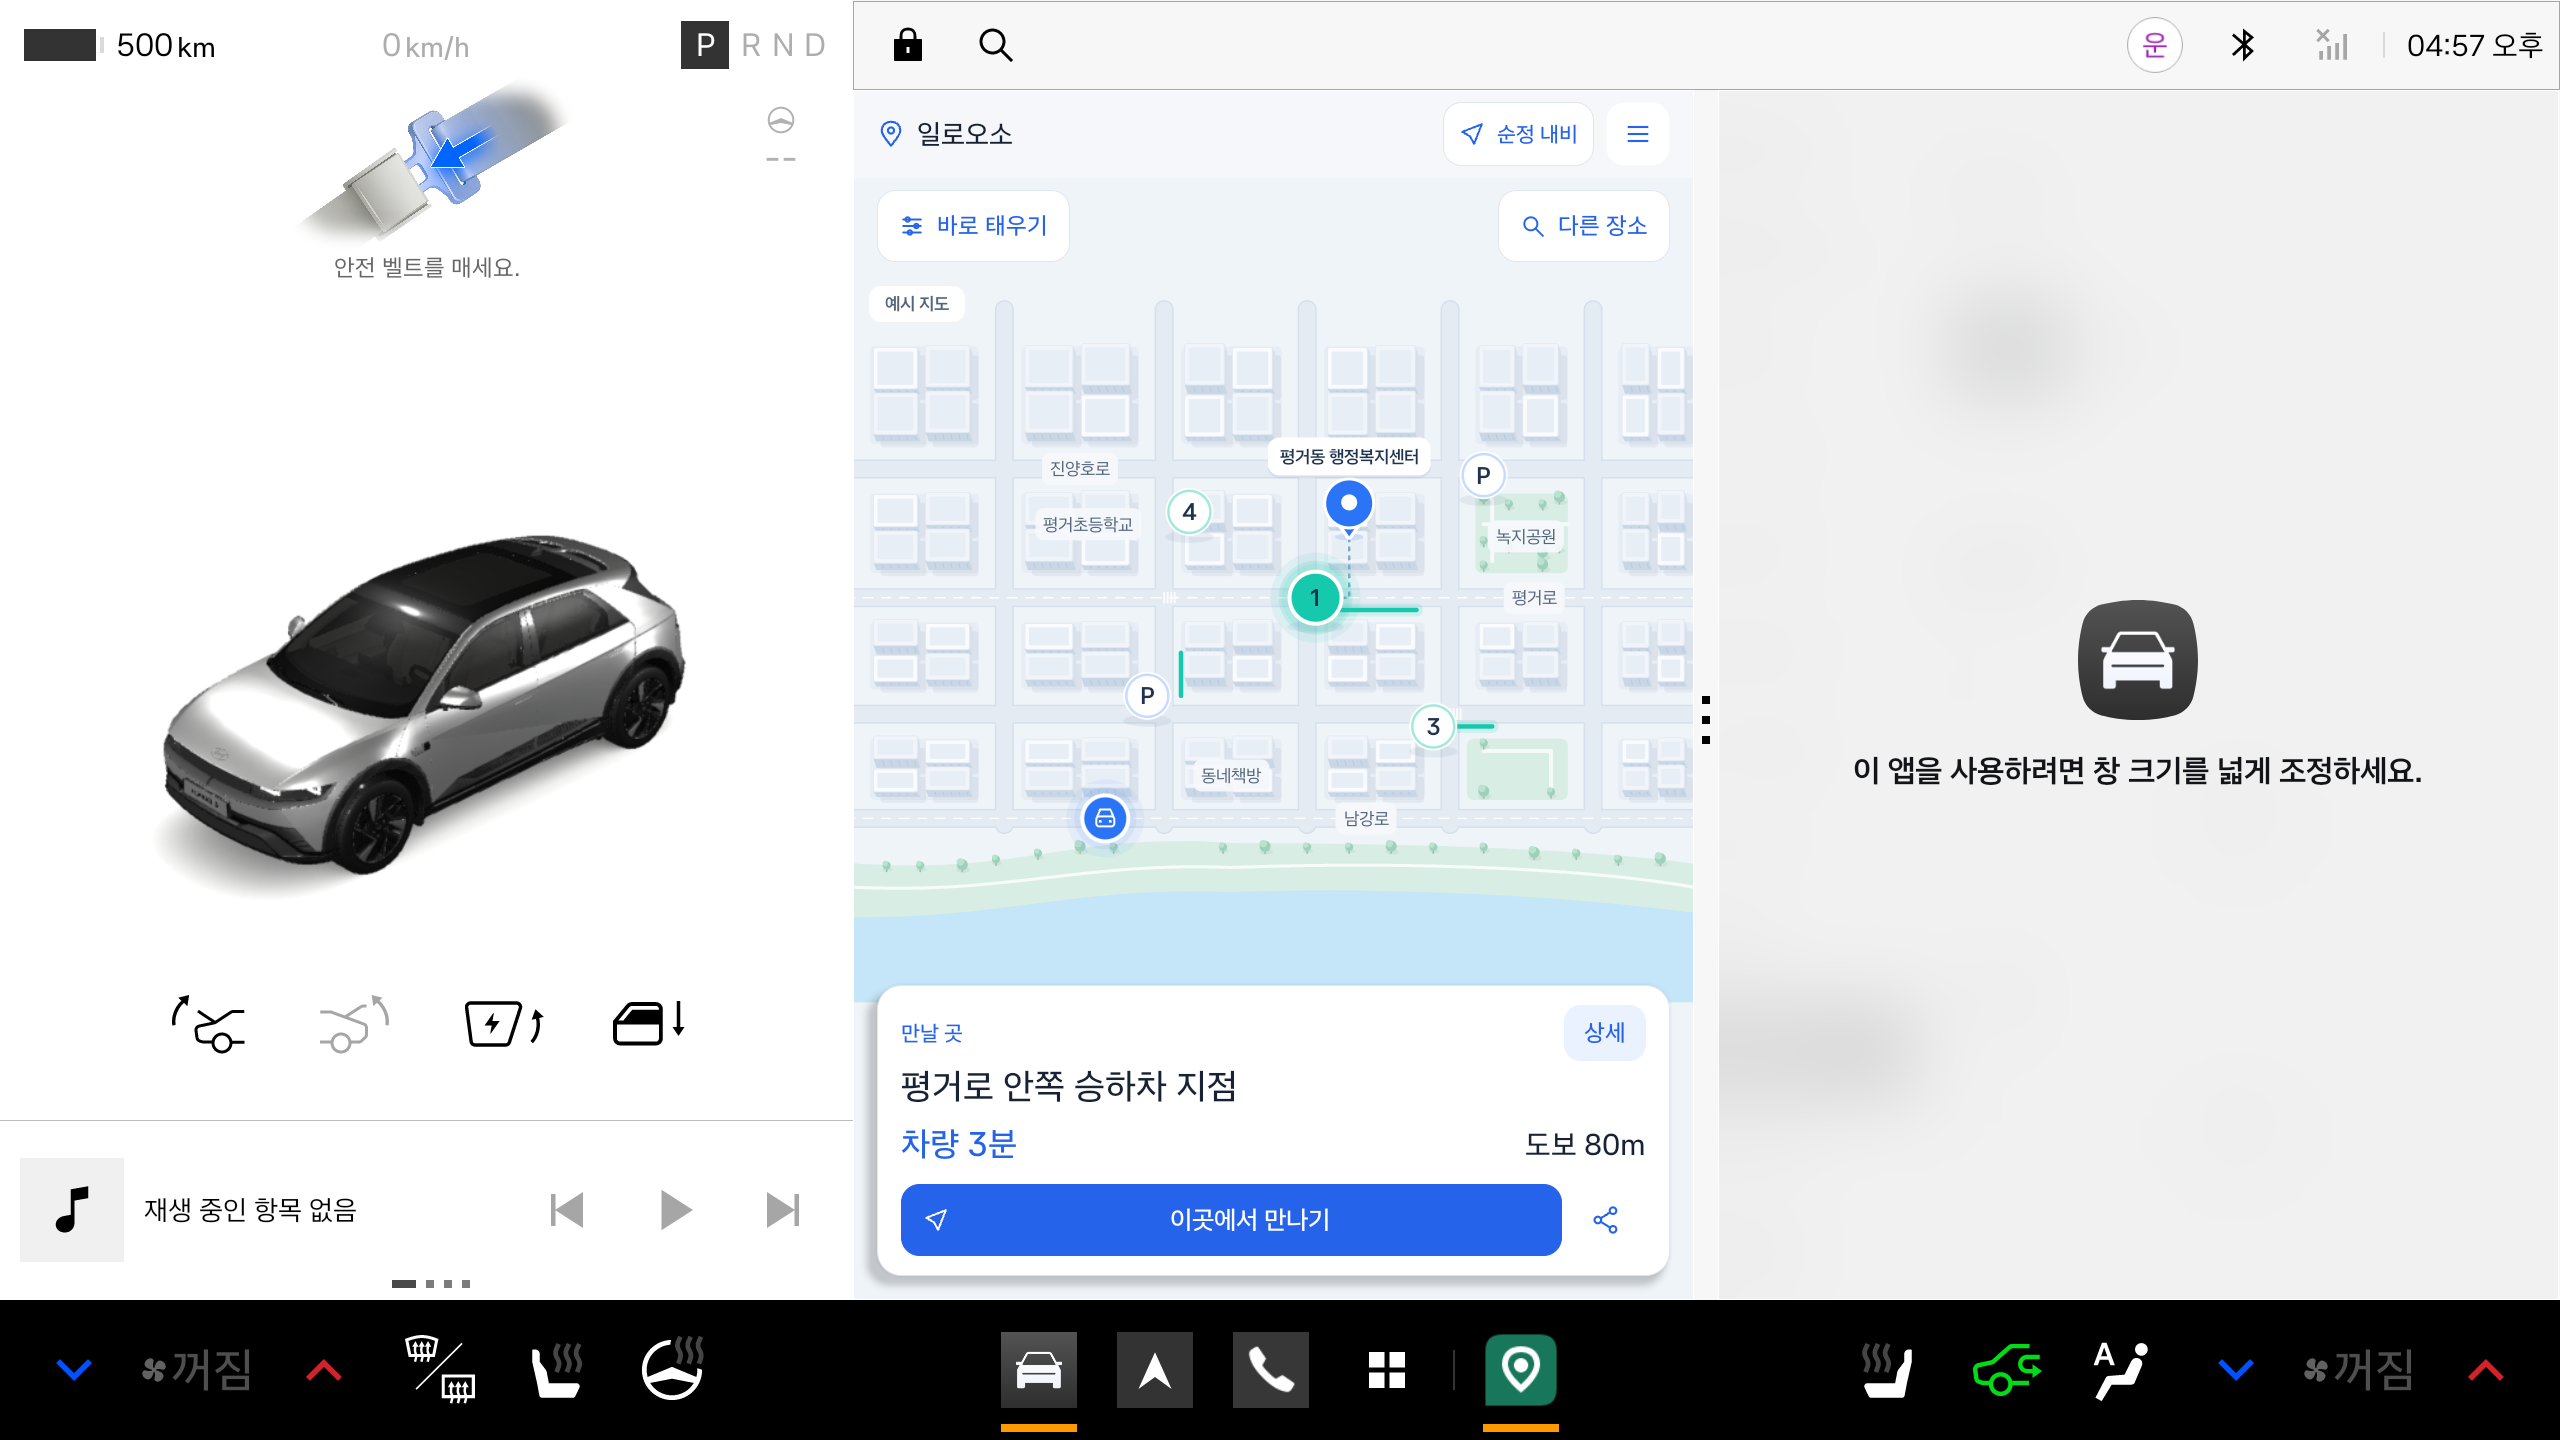 500 km
0 km/h
P R N D
안전 벨트를 매세요.
재생 중인 항목 없음
운
04:57 오후
일로오소
순정 내비
바로 태우기
다른 장소
예시 지도
평거동 행정복지센터
진양호로
P
평거초등학교
4
녹지공원
1
평거로
P
3
동네책방
남강로
만날 곳
상세
평거로 안쪽 승하차 지점
차량 3분
도보 80m
이곳에서 만나기
이 앱을 사용하려면 창 크기를 넓게 조정하세요.
꺼짐
A
꺼짐